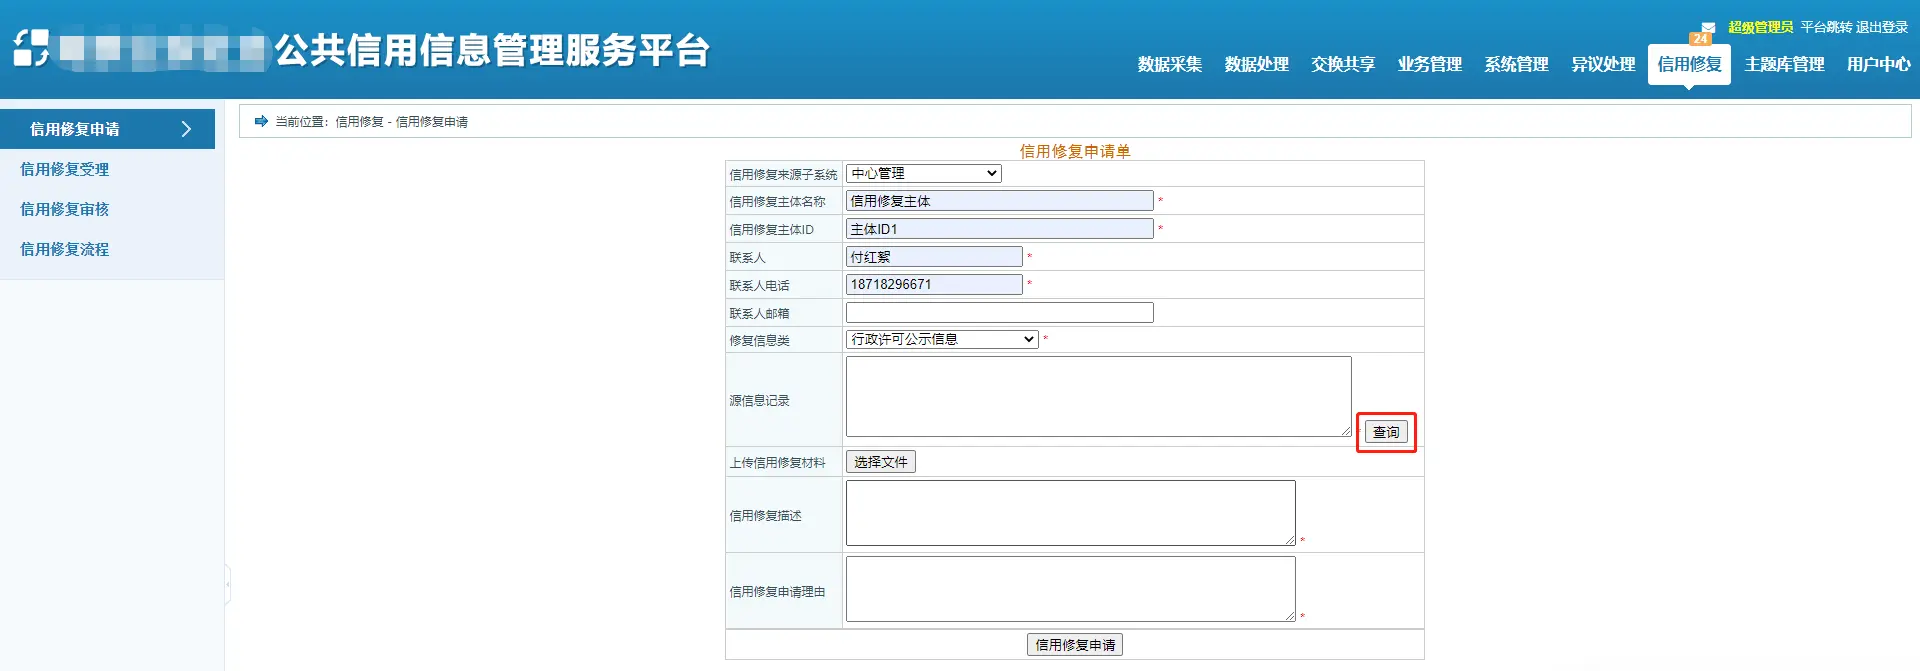 公共信用信息管理服务平台
超级管理员 平台跳转 退出登录
24
数据采集 数据处理 交换共享 业务管理 系统管理 异议处理 信用修复 主题库管理 用户中心
信用修复申请
信用修复受理
信用修复审核
信用修复流程
当前位置：信用修复 - 信用修复申请
信用修复申请单
信用修复来源子系统 中心管理
信用修复主体名称 信用修复主体 *
信用修复主体ID 主体ID1 *
联系人 付红絮 *
联系人电话 18718296671 *
联系人邮箱
修复信息类 行政许可公示信息 *
源信息记录 查询
上传信用修复材料 选择文件
信用修复描述 *
信用修复申请理由 *
信用修复申请